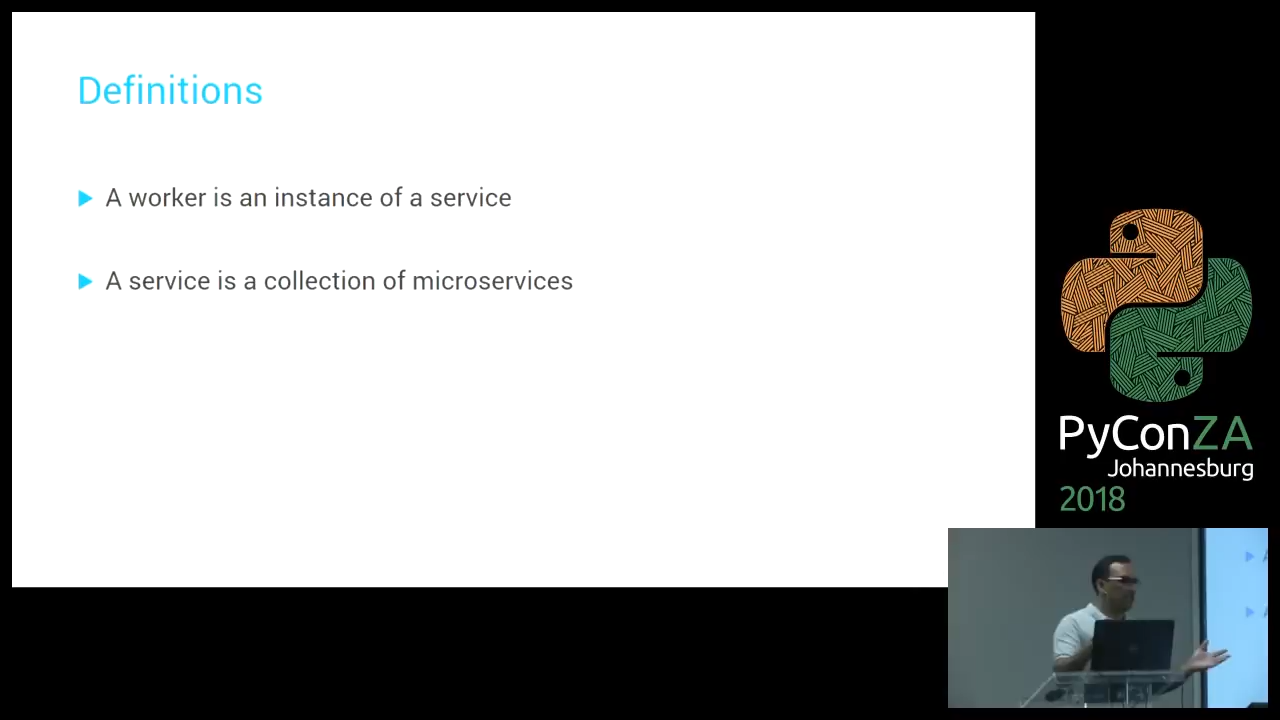 Definitions
A worker is an instance of a service
A service is a collection of microservices
PyConZA
Johannesburg
2018